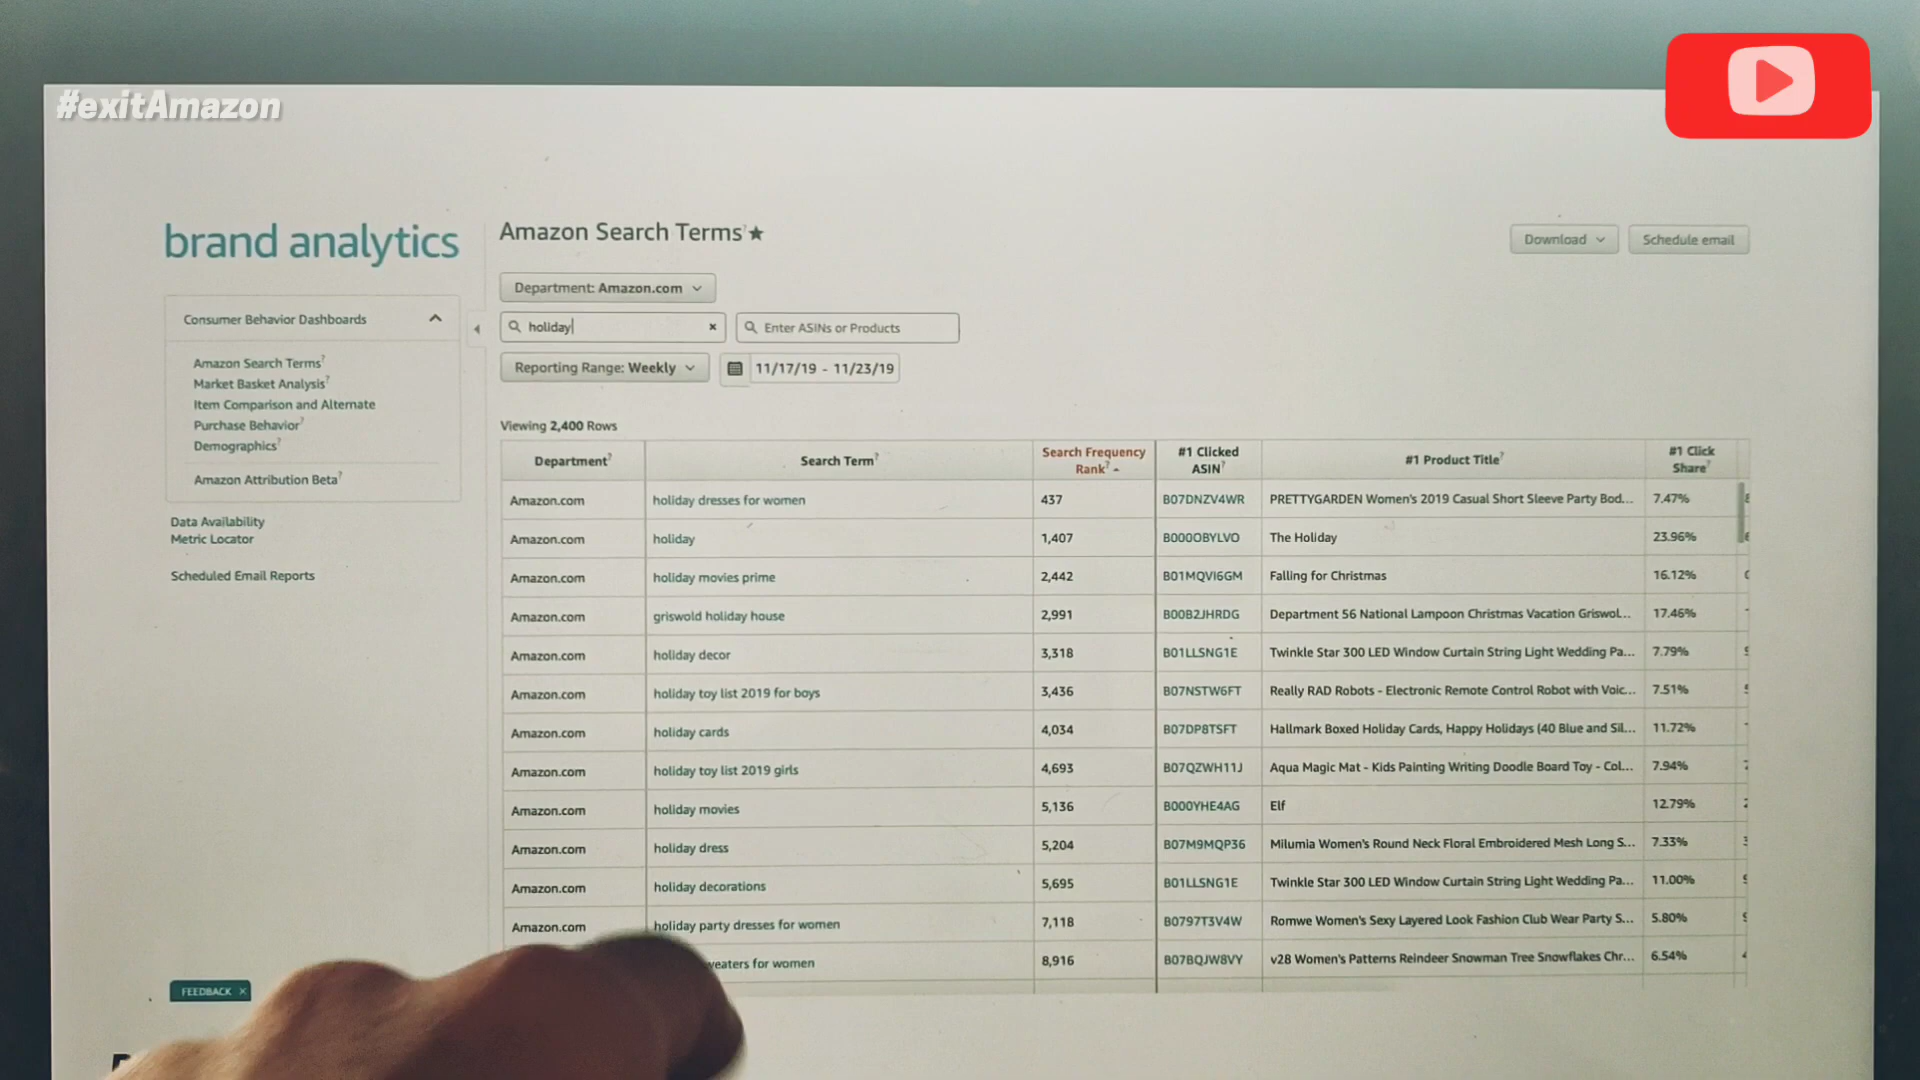 #exitAmazon
brand analytics
Amazon Search Terms?★
Download
Schedule email
Department: Amazon.com
holiday
×
Enter ASINs or Products
Reporting Range: Weekly
11/17/19 - 11/23/19
Consumer Behavior Dashboards
Amazon Search Terms?
Market Basket Analysis?
Item Comparison and Alternate
Purchase Behavior?
Demographics?
Amazon Attribution Beta?
Data Availability
Metric Locator
Scheduled Email Reports
Viewing 2,400 Rows
Department? Search Term? Search Frequency Rank? #1 Clicked ASIN? #1 Product Title? #1 Click Share?
Amazon.com holiday dresses for women 437 B07DNZV4WR PRETTYGARDEN Women's 2019 Casual Short Sleeve Party Bod... 7.47%
Amazon.com holiday 1,407 B000OBYLVO The Holiday 23.96%
Amazon.com holiday movies prime 2,442 B01MQVI6GM Falling for Christmas 16.12%
Amazon.com griswold holiday house 2,991 B00B2JHRDG Department 56 National Lampoon Christmas Vacation Griswol... 17.46%
Amazon.com holiday decor 3,318 B01LLSNG1E Twinkle Star 300 LED Window Curtain String Light Wedding Pa... 7.79%
Amazon.com holiday toy list 2019 for boys 3,436 B07NSTW6FT Really RAD Robots - Electronic Remote Control Robot with Voic... 7.51%
Amazon.com holiday cards 4,034 B07DP8TSFT Hallmark Boxed Holiday Cards, Happy Holidays (40 Blue and Sil... 11.72%
Amazon.com holiday toy list 2019 girls 4,693 B07QZWH11J Aqua Magic Mat - Kids Painting Writing Doodle Board Toy - Col... 7.94%
Amazon.com holiday movies 5,136 B000YHE4AG Elf 12.79%
Amazon.com holiday dress 5,204 B07M9MQP36 Milumia Women's Round Neck Floral Embroidered Mesh Long S... 7.33%
Amazon.com holiday decorations 5,695 B01LLSNG1E Twinkle Star 300 LED Window Curtain String Light Wedding Pa... 11.00%
Amazon.com holiday party dresses for women 7,118 B0797T3V4W Romwe Women's Sexy Layered Look Fashion Club Wear Party S... 5.80%
for women 8,916 B07BQJW8VY v28 Women's Patterns Reindeer Snowman Tree Snowflakes Chr... 6.54%
FEEDBACK ×